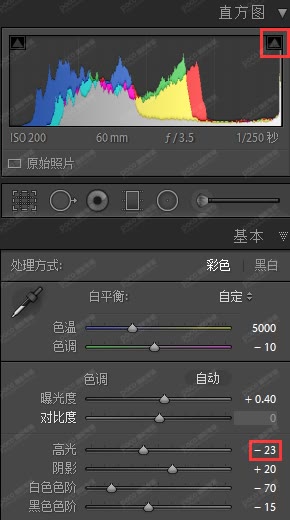 直方图
ISO 200 60 mm ƒ / 3.5 1/250 秒
原始照片
基本
处理方式: 彩色 黑白
白平衡: 自定
色温 5000
色调 − 10
色调 自动
曝光度 + 0.40
对比度 0
高光 − 23
阴影 + 20
白色色阶 − 70
黑色色阶 − 15